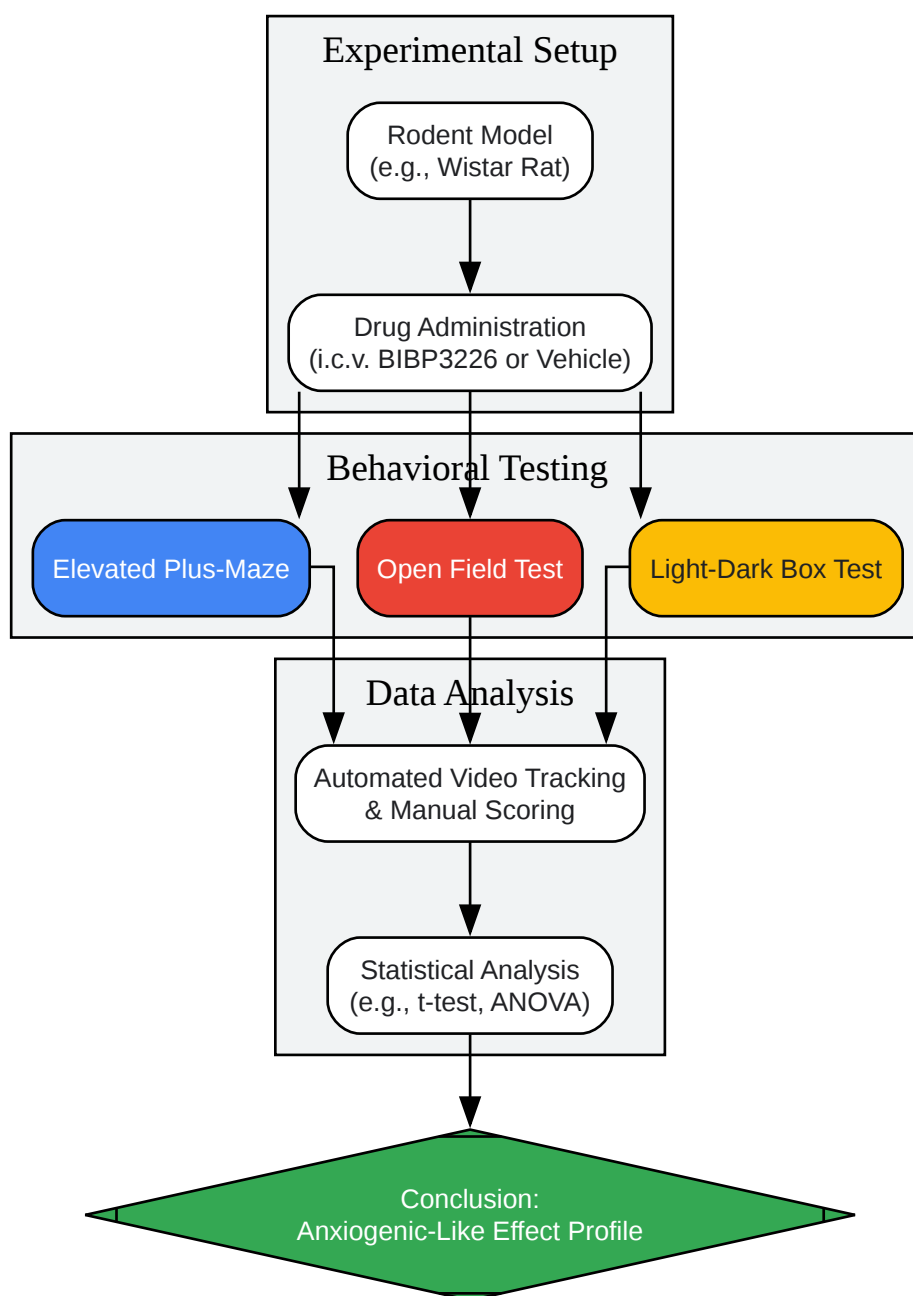 Experimental Setup
Rodent Model
(e.g., Wistar Rat)
Drug Administration
(i.c.v. BIBP3226 or Vehicle)
Behavioral Testing
Elevated Plus-Maze
Open Field Test
Light-Dark Box Test
Data Analysis
Automated Video Tracking
& Manual Scoring
Statistical Analysis
(e.g., t-test, ANOVA)
Conclusion:
Anxiogenic-Like Effect Profile